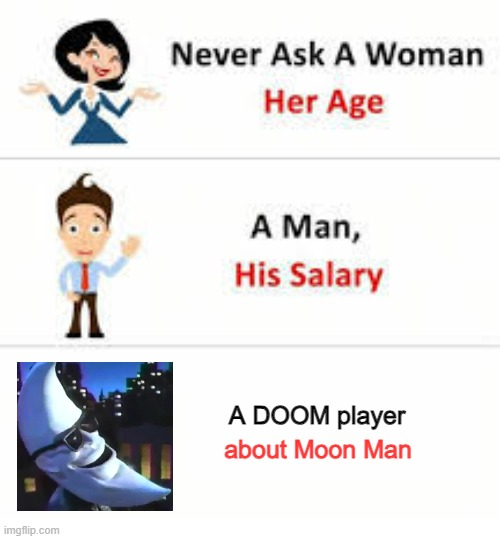 Never Ask A Woman
Her Age
A Man,
His Salary
A DOOM player
about Moon Man
imgflip.com